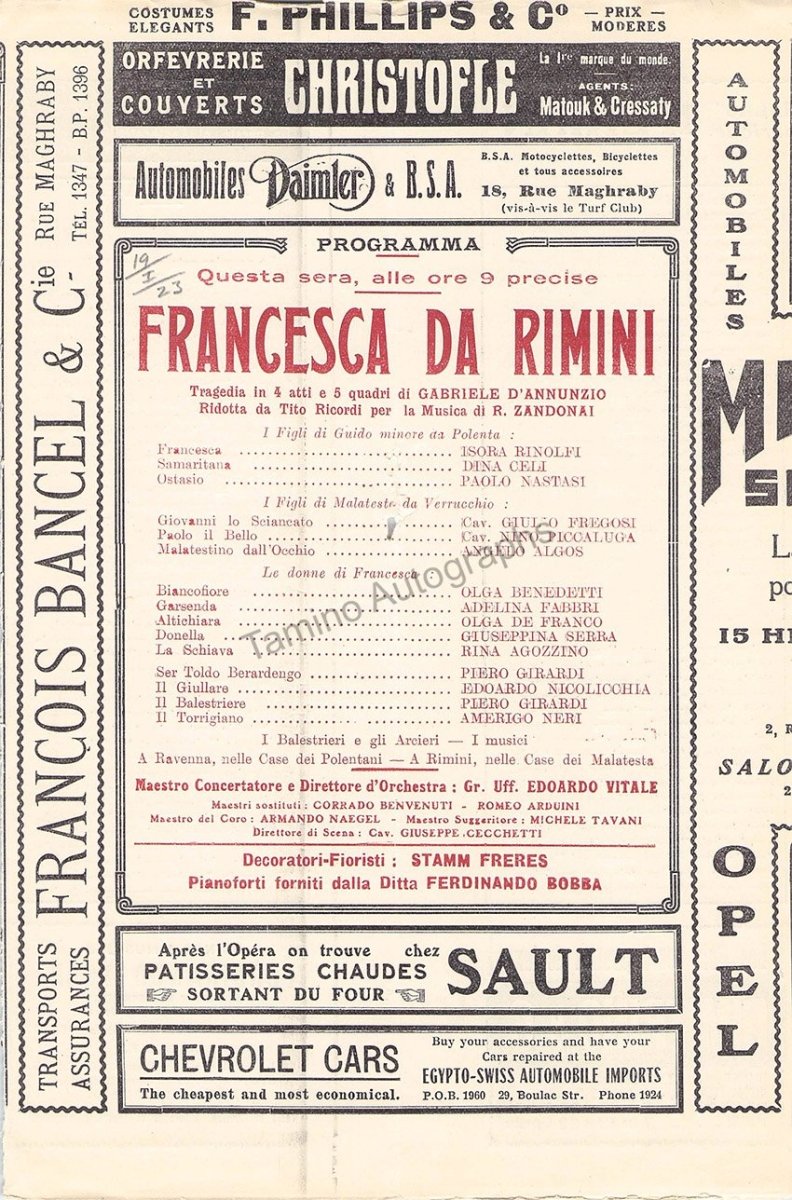 COSTUMES ELEGANTS
F. PHILLIPS & Cº
— PRIX — MODERES
ORFEVRERIE ET COUVERTS
CHRISTOFLE
La 1re marque du monde.
AGENTS:
Matouk & Cressaty
Automobiles Daimler & B.S.A.
B.S.A. Motocyclettes, Bicyclettes
et tous accessoires
18, Rue Maghraby
(vis-à-vis le Turf Club)
TRANSPORTS
ASSURANCES
FRANÇOIS BANCEL & Cie
RUE MAGHRABY
TÉL. 1347 - B.P. 1396
PROGRAMMA
19/I/23
Questa sera, alle ore 9 precise
FRANCESCA DA RIMINI
Tragedia in 4 atti e 5 quadri di GABRIELE D'ANNUNZIO
Ridotta da Tito Ricordi per la Musica di R. ZANDONAI
I Figli di Guido minore da Polenta :
Francesca ISORA RINOLFI
Samaritana DINA CELI
Ostasio PAOLO NASTASI
I Figli di Malatesta da Verrucchio :
Giovanni lo Sciancato Cav. GIULIO FREGOSI
Paolo il Bello Cav. NINO PICCALUGA
Malatestino dall'Occhio ANGELO ALGOS
Le donne di Francesca :
Biancofiore OLGA BENEDETTI
Garsenda ADELINA FABBRI
Altichiara OLGA DE FRANCO
Donella GIUSEPPINA SERRA
La Schiava RINA AGOZZINO
Ser Toldo Berardengo PIERO GIRARDI
Il Giullare EDOARDO NICOLICCHIA
Il Balestriere PIERO GIRARDI
Il Torrigiano AMERIGO NERI
I Balestrieri e gli Arcieri — I musici
A Ravenna, nelle Case dei Polentani — A Rimini, nelle Case dei Malatesta
Maestro Concertatore e Direttore d'Orchestra : Gr. Uff. EDOARDO VITALE
Maestri sostituti : CORRADO BENVENUTI - ROMEO ARDUINI
Maestro del Coro : ARMANDO NAEGEL - Maestro Suggeritore : MICHELE TAVANI
Direttore di Scena : Cav. GIUSEPPE CECCHETTI
Decoratori-Fioristi : STAMM FRERES
Pianoforti forniti dalla Ditta FERDINANDO BOBBA
Tamino Autographs
Après l'Opéra on trouve chez
PATISSERIES CHAUDES
SORTANT DU FOUR
SAULT
CHEVROLET CARS
The cheapest and most economical.
Buy your accessories and have your
Cars repaired at the
EGYPTO-SWISS AUTOMOBILE IMPORTS
P.O.B. 1960 29, Boulac Str. Phone 1924
AUTOMOBILES
OPEL
15
SALO